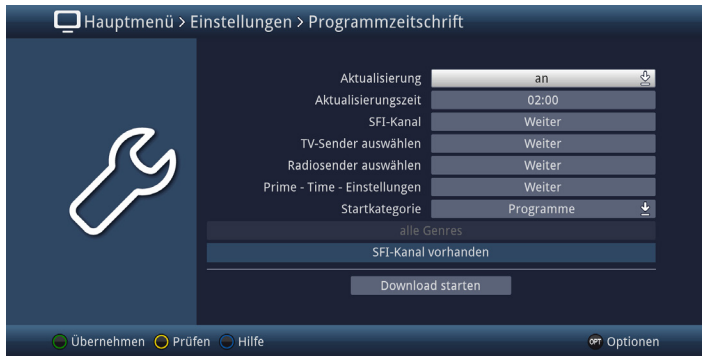 Hauptmenü > Einstellungen > Programmzeitschrift
Aktualisierung an
Aktualisierungszeit 02:00
SFI-Kanal Weiter
TV-Sender auswählen Weiter
Radiosender auswählen Weiter
Prime - Time - Einstellungen Weiter
Startkategorie Programme
alle Genres
SFI-Kanal vorhanden
Download starten
Übernehmen Prüfen Hilfe OPT Optionen